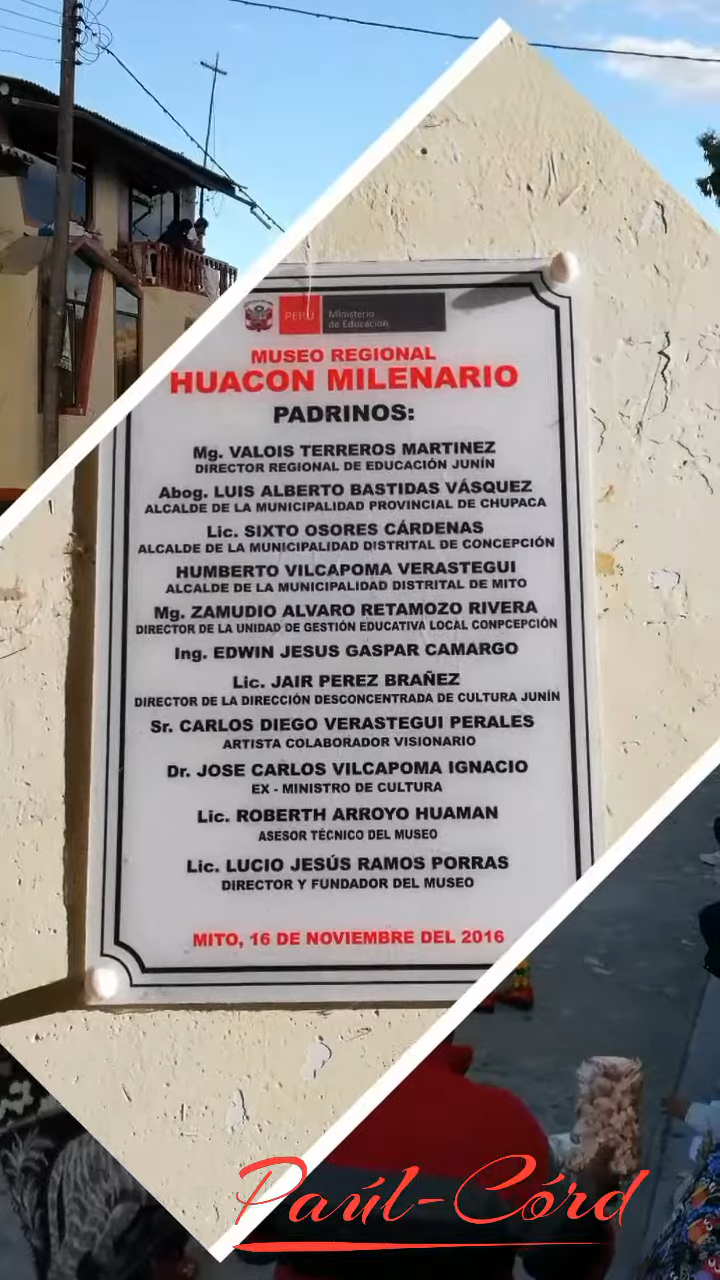 PERÚ
Ministerio
de Educación
MUSEO REGIONAL
HUACON MILENARIO
PADRINOS:
Mg. VALOIS TERREROS MARTINEZ
DIRECTOR REGIONAL DE EDUCACIÓN JUNÍN
Abog. LUIS ALBERTO BASTIDAS VÁSQUEZ
ALCALDE DE LA MUNICIPALIDAD PROVINCIAL DE CHUPACA
Lic. SIXTO OSORES CÁRDENAS
ALCALDE DE LA MUNICIPALIDAD DISTRITAL DE CONCEPCIÓN
HUMBERTO VILCAPOMA VERASTEGUI
ALCALDE DE LA MUNICIPALIDAD DISTRITAL DE MITO
Mg. ZAMUDIO ALVARO RETAMOZO RIVERA
DIRECTOR DE LA UNIDAD DE GESTIÓN EDUCATIVA LOCAL CONPCEPCIÓN
Ing. EDWIN JESUS GASPAR CAMARGO
Lic. JAIR PEREZ BRAÑEZ
DIRECTOR DE LA DIRECCIÓN DESCONCENTRADA DE CULTURA JUNÍN
Sr. CARLOS DIEGO VERASTEGUI PERALES
ARTISTA COLABORADOR VISIONARIO
Dr. JOSE CARLOS VILCAPOMA IGNACIO
EX - MINISTRO DE CULTURA
Lic. ROBERTH ARROYO HUAMAN
ASESOR TÉCNICO DEL MUSEO
Lic. LUCIO JESÚS RAMOS PORRAS
DIRECTOR Y FUNDADOR DEL MUSEO
MITO, 16 DE NOVIEMBRE DEL 2016
Paúl-Córd